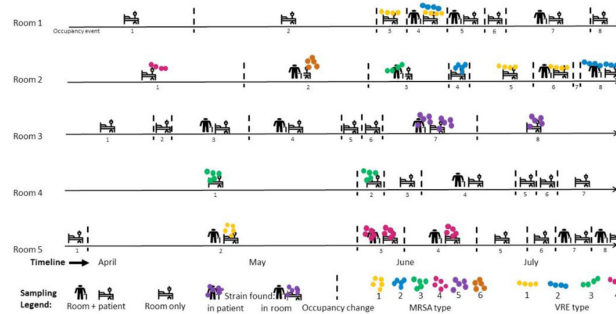 Room 1
Occupancy event
1 2 3 4 5 6 7 8
Room 2
1 2 3 4 5 6 7 8
Room 3
1 2 3 4 5 6 7 8
Room 4
1 2 3 4 5 6 7
Room 5
1 2 3 4 5 6 7 8
Timeline April May June July
Sampling Legend:
Room + patient Room only Strain found: in patient in room Occupancy change
1 2 3 4 5 6
MRSA type
1 2 3
VRE type